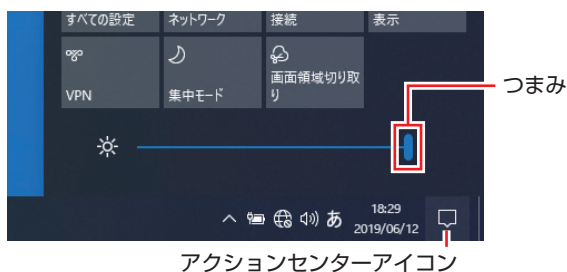 すべての設定
ネットワーク
接続
表示
VPN
集中モード
画面領域切り取
り
つまみ
あ
18:29
2019/06/12
アクションセンターアイコン